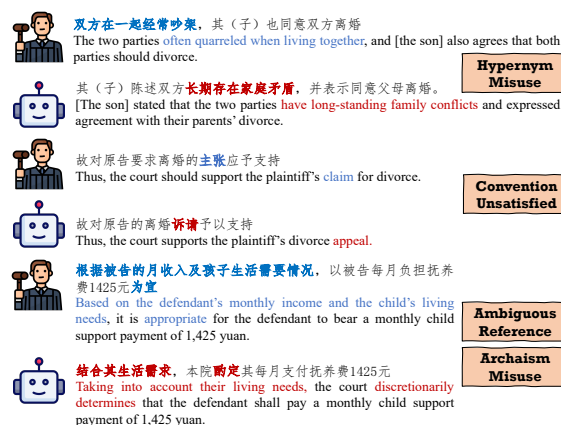 双方在一起经常吵架，其（子）也同意双方离婚
The two parties often quarreled when living together, and [the son] also agrees that both
parties should divorce.
Hypernym
Misuse
其（子）陈述双方长期存在家庭矛盾，并表示同意父母离婚。
[The son] stated that the two parties have long-standing family conflicts and expressed
agreement with their parents' divorce.
故对原告要求离婚的主张应予支持
Thus, the court should support the plaintiff's claim for divorce.
Convention
Unsatisfied
故对原告的离婚诉请予以支持
Thus, the court supports the plaintiff's divorce appeal.
根据被告的月收入及孩子生活需要情况，以被告每月负担抚养
费1425元为宜
Based on the defendant's monthly income and the child's living
needs, it is appropriate for the defendant to bear a monthly child
support payment of 1,425 yuan.
Ambiguous
Reference
Archaism
Misuse
结合其生活需求，本院酌定其每月支付抚养费1425元
Taking into account their living needs, the court discretionarily
determines that the defendant shall pay a monthly child support
payment of 1,425 yuan.